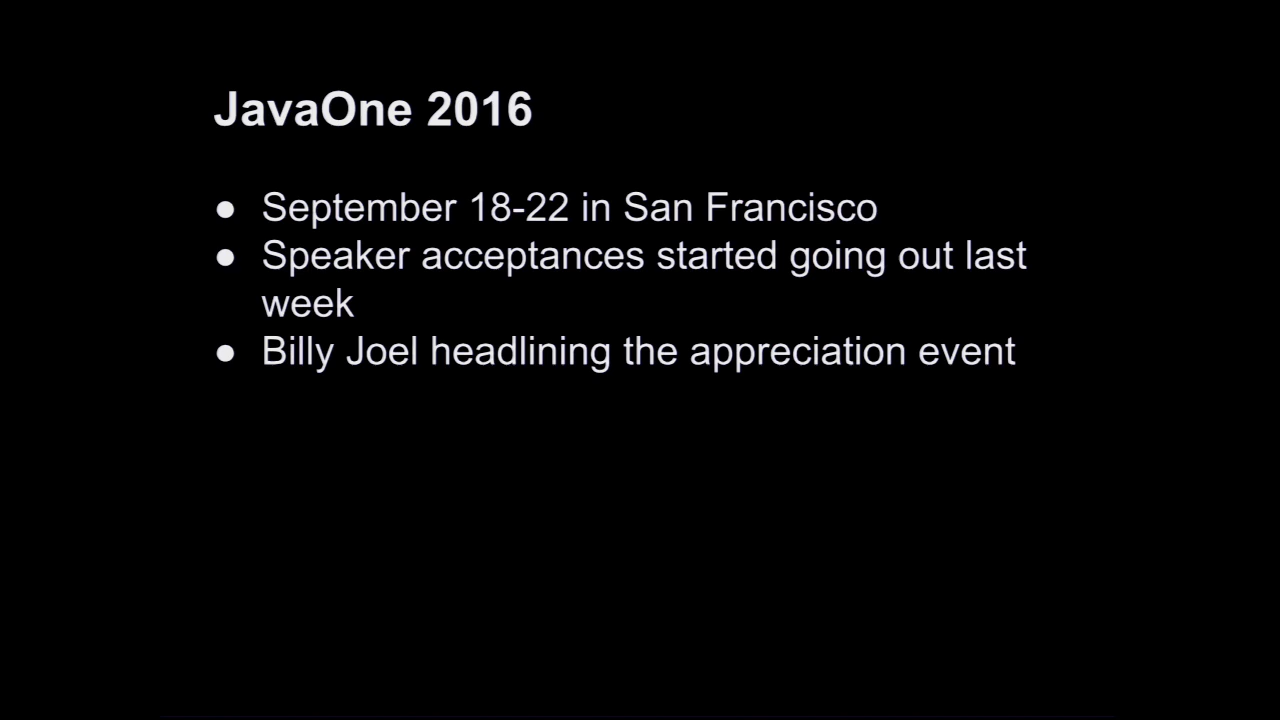 JavaOne 2016
● September 18-22 in San Francisco
● Speaker acceptances started going out last
week
● Billy Joel headlining the appreciation event